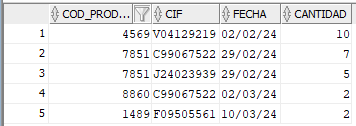 COD_PROD... CIF FECHA CANTIDAD
1 4569 V04129219 02/02/24 10
2 7851 C99067522 29/02/24 7
3 7851 J24023939 29/02/24 5
4 8860 C99067522 02/03/24 2
5 1489 F09505561 10/03/24 2